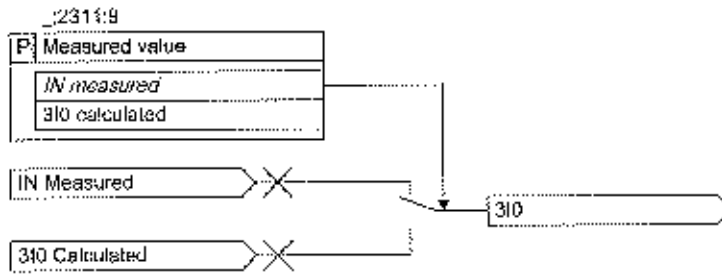 _:2311:9
P Measured value
IN measured
3I0 calculated
IN Measured
3I0
3I0 Calculated